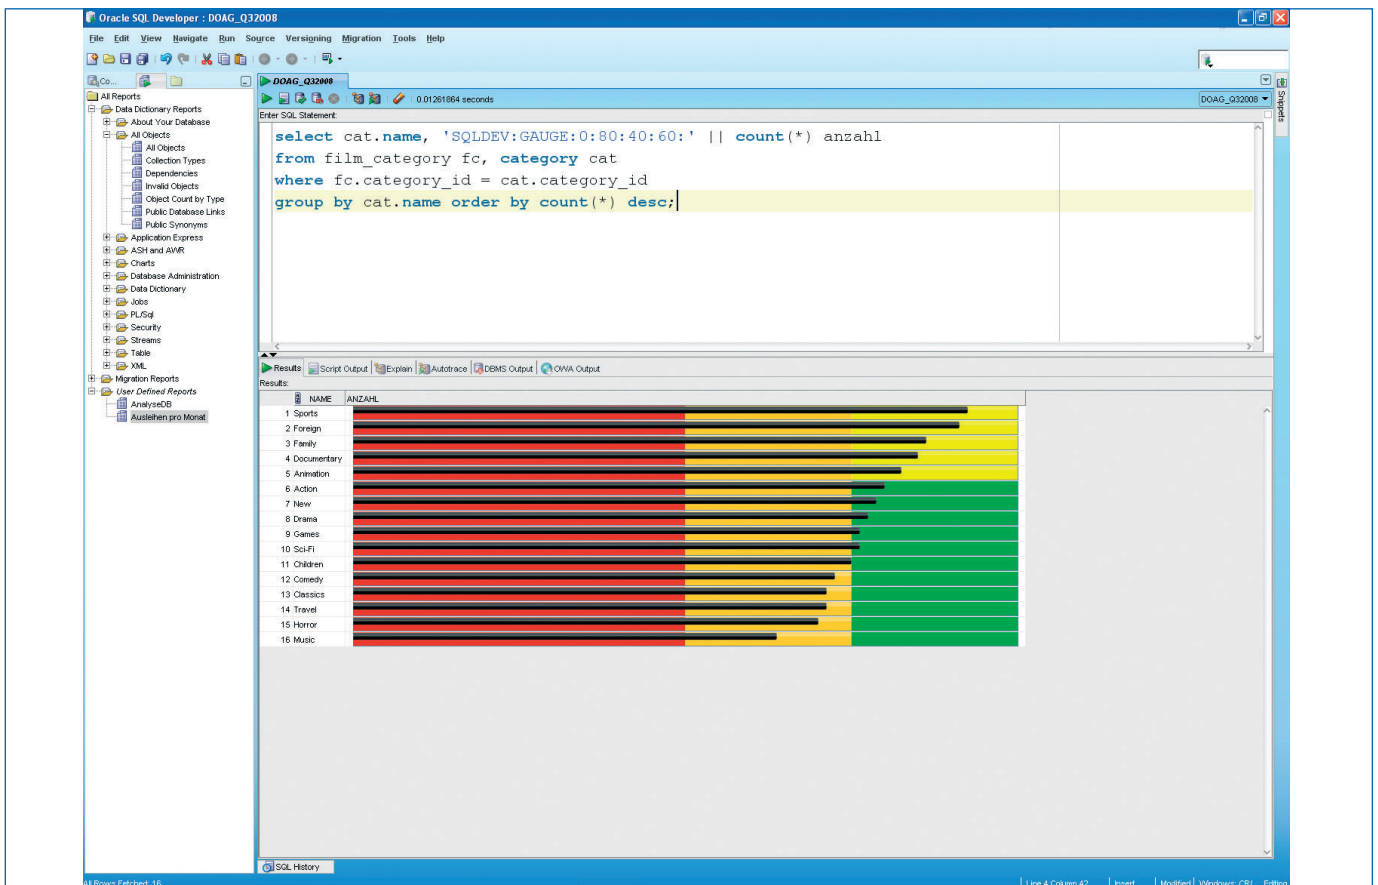 Oracle SQL Developer : DOAG_Q32008
File Edit View Navigate Run Source Versioning Migration Tools Help
Co...
DOAG_Q32008
All Reports
Data Dictionary Reports
About Your Database
All Objects
All Objects
Collection Types
Dependencies
Invalid Objects
Object Count by Type
Public Database Links
Public Synonyms
Application Express
ASH and AWR
Charts
Database Administration
Data Dictionary
Jobs
PL/Sql
Security
Streams
Table
XML
Migration Reports
User Defined Reports
AnalyseDB
Ausleihen pro Monat
0.01261864 seconds
DOAG_Q32008
Snippets
Enter SQL Statement:
select cat.name, 'SQLDEV:GAUGE:0:80:40:60:' || count(*) anzahl
from film_category fc, category cat
where fc.category_id = cat.category_id
group by cat.name order by count(*) desc;
Results Script Output Explain Autotrace DBMS Output OWA Output
Results:
NAME ANZAHL
1 Sports
2 Foreign
3 Family
4 Documentary
5 Animation
6 Action
7 New
8 Drama
9 Games
10 Sci-Fi
11 Children
12 Comedy
13 Classics
14 Travel
15 Horror
16 Music
SQL History
All Rows Fetched: 16
Line 4 Column 42 Insert Modified Windows: CR/ Editing